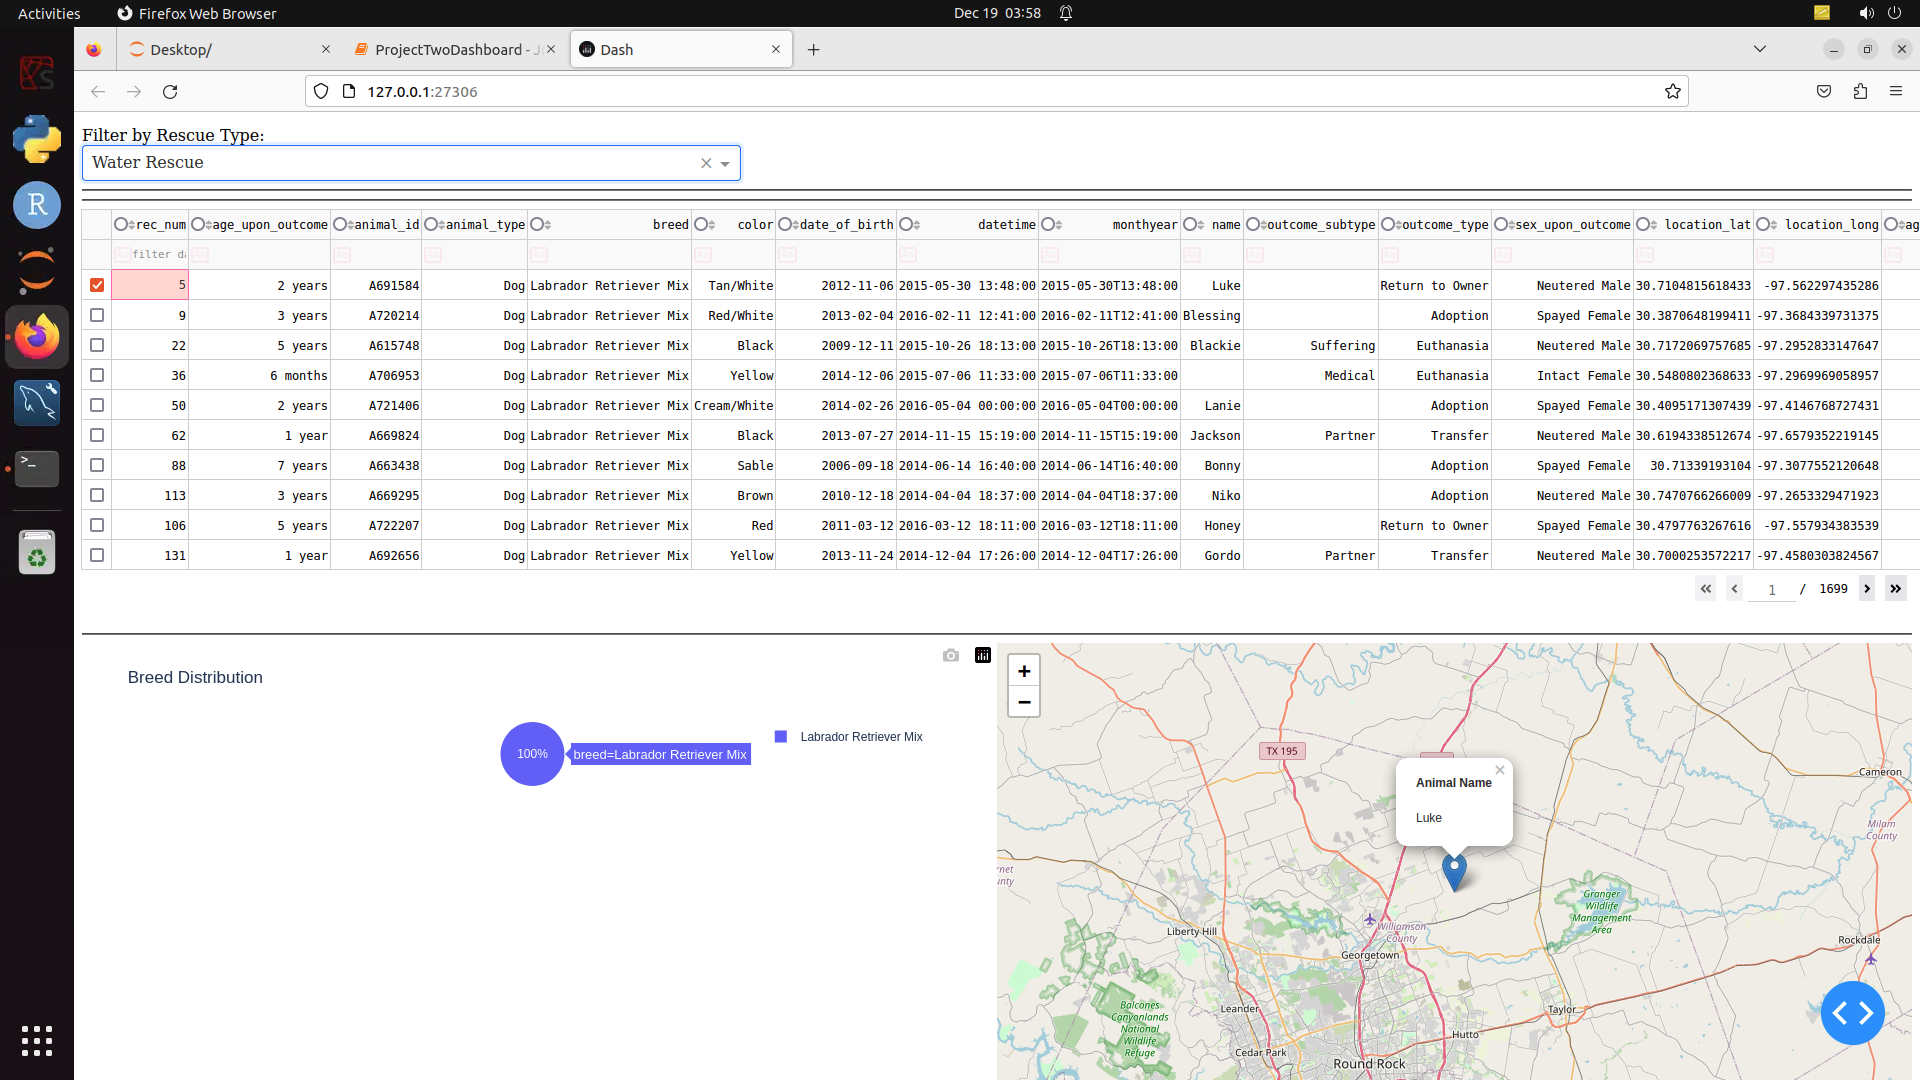 Activities Firefox Web Browser Dec 19 03:58
Desktop/ ProjectTwoDashboard - J Dash
127.0.0.1:27306
Filter by Rescue Type:
Water Rescue
rec_num age_upon_outcome animal_id animal_type breed color date_of_birth datetime monthyear name outcome_subtype outcome_type sex_upon_outcome location_lat location_long ag
filter da
5 2 years A691584 Dog Labrador Retriever Mix Tan/White 2012-11-06 2015-05-30 13:48:00 2015-05-30T13:48:00 Luke Return to Owner Neutered Male 30.7104815618433 -97.562297435286
9 3 years A720214 Dog Labrador Retriever Mix Red/White 2013-02-04 2016-02-11 12:41:00 2016-02-11T12:41:00 Blessing Adoption Spayed Female 30.3870648199411 -97.3684339731375
22 5 years A615748 Dog Labrador Retriever Mix Black 2009-12-11 2015-10-26 18:13:00 2015-10-26T18:13:00 Blackie Suffering Euthanasia Neutered Male 30.7172069757685 -97.2952833147647
36 6 months A706953 Dog Labrador Retriever Mix Yellow 2014-12-06 2015-07-06 11:33:00 2015-07-06T11:33:00 Medical Euthanasia Intact Female 30.5480802368633 -97.2969969058957
50 2 years A721406 Dog Labrador Retriever Mix Cream/White 2014-02-26 2016-05-04 00:00:00 2016-05-04T00:00:00 Lanie Adoption Spayed Female 30.4095171307439 -97.4146768727431
62 1 year A669824 Dog Labrador Retriever Mix Black 2013-07-27 2014-11-15 15:19:00 2014-11-15T15:19:00 Jackson Partner Transfer Neutered Male 30.6194338512674 -97.6579352219145
88 7 years A663438 Dog Labrador Retriever Mix Sable 2006-09-18 2014-06-14 16:40:00 2014-06-14T16:40:00 Bonny Adoption Spayed Female 30.71339193104 -97.3077552120648
113 3 years A669295 Dog Labrador Retriever Mix Brown 2010-12-18 2014-04-04 18:37:00 2014-04-04T18:37:00 Niko Adoption Neutered Male 30.7470766266009 -97.2653329471923
106 5 years A722207 Dog Labrador Retriever Mix Red 2011-03-12 2016-03-12 18:11:00 2016-03-12T18:11:00 Honey Return to Owner Spayed Female 30.4797763267616 -97.557934383539
131 1 year A692656 Dog Labrador Retriever Mix Yellow 2013-11-24 2014-12-04 17:26:00 2014-12-04T17:26:00 Gordo Partner Transfer Neutered Male 30.7000253572217 -97.4580303824567
1 / 1699
Breed Distribution
100%
breed=Labrador Retriever Mix
Labrador Retriever Mix
+
−
TX 195
Animal Name
Luke
Cameron
Milam
County
rnet
unty
Granger
Wildlife
Management
Area
Liberty Hill
Williamson
County
Georgetown
Rockdale
Balcones
Canyonlands
National
Wildlife
Refuge
Leander
Taylor
Hutto
Cedar Park
Round Rock